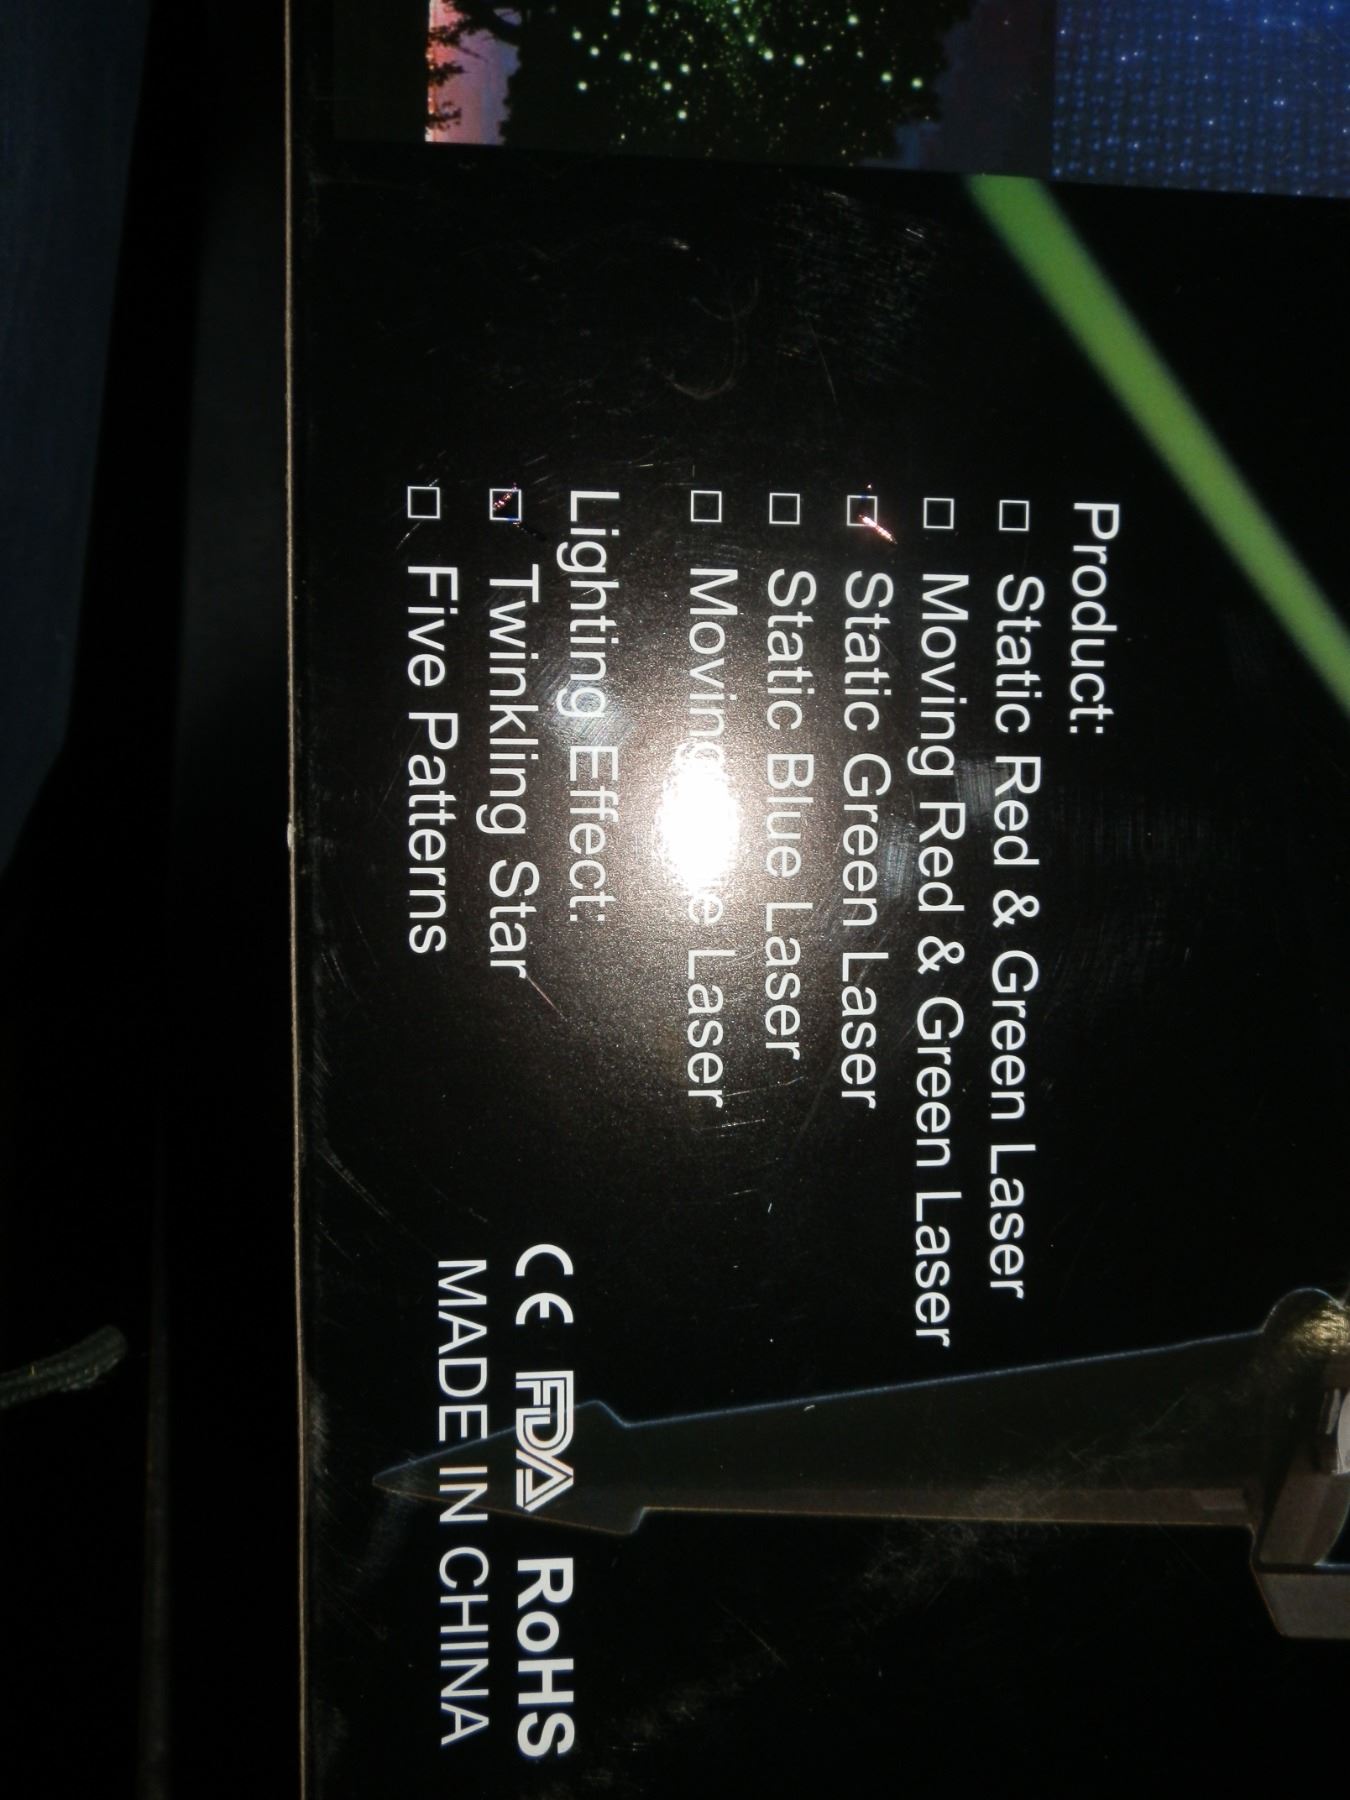 Product:
□ Static Red & Green Laser
□ Moving Red & Green Laser
☑ Static Green Laser
□ Static Blue Laser
□ Moving Laser
Lighting Effect:
☑ Twinkling Star
□ Five Patterns
CE FDA RoHS
MADE IN CHINA